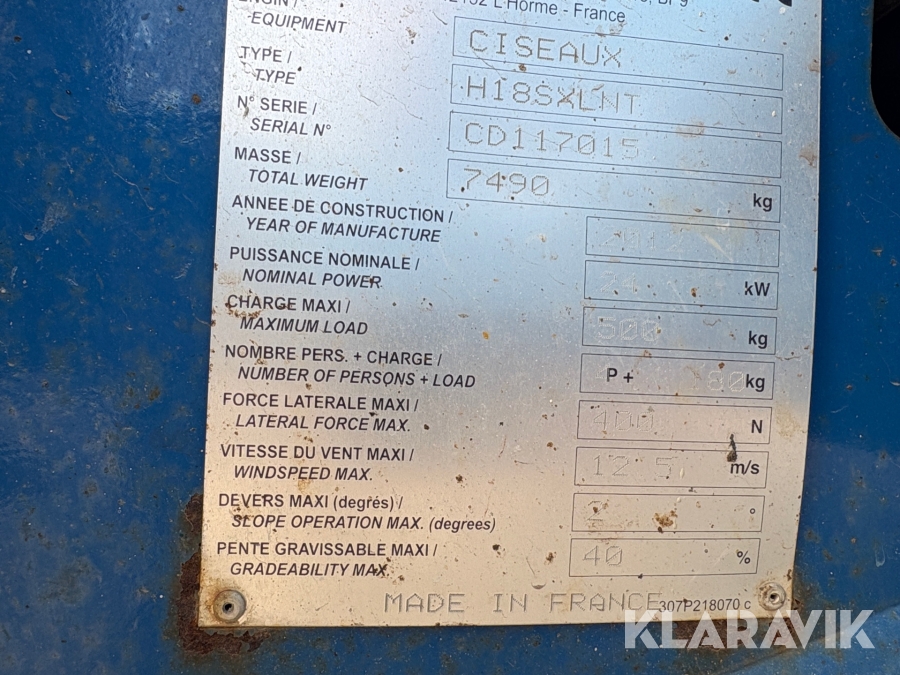 EQUIPMENT
L'Horme - France
CISEAUX
TYPE /
TYPE
H18SXLNT
N° SERIE /
SERIAL N°
CD117015
MASSE /
TOTAL WEIGHT
7490 kg
ANNEE DE CONSTRUCTION /
YEAR OF MANUFACTURE
PUISSANCE NOMINALE /
NOMINAL POWER
24 kW
CHARGE MAXI /
MAXIMUM LOAD
500 kg
NOMBRE PERS. + CHARGE /
NUMBER OF PERSONS + LOAD
P + kg
FORCE LATERALE MAXI /
LATERAL FORCE MAX.
400 N
VITESSE DU VENT MAXI /
WINDSPEED MAX.
12.5 m/s
DEVERS MAXI (degrés) /
SLOPE OPERATION MAX. (degrees)
°
PENTE GRAVISSABLE MAXI /
GRADEABILITY MAX.
40 %
MADE IN FRANCE
307P218070 c
KLARAVIK